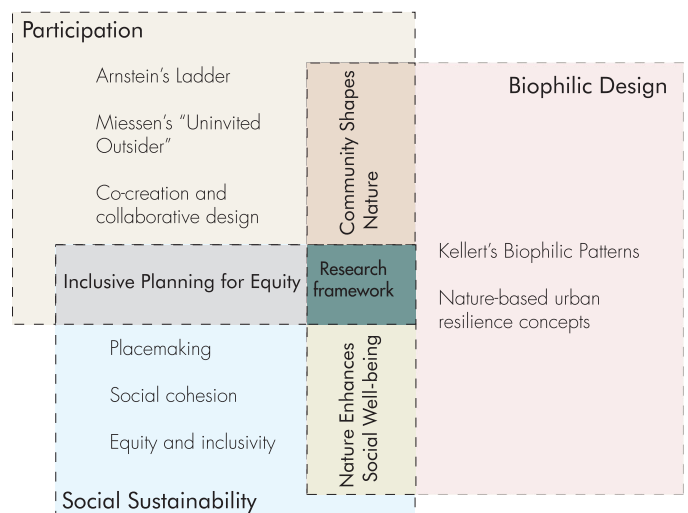 Participation
Arnstein’s Ladder
Miessen’s “Uninvited
Outsider”
Co-creation and
collaborative design
Community Shapes
Nature
Biophilic Design
Kellert’s Biophilic Patterns
Nature-based urban
resilience concepts
Inclusive Planning for Equity
Research
framework
Placemaking
Social cohesion
Equity and inclusivity
Nature Enhances
Social Well-being
Social Sustainability